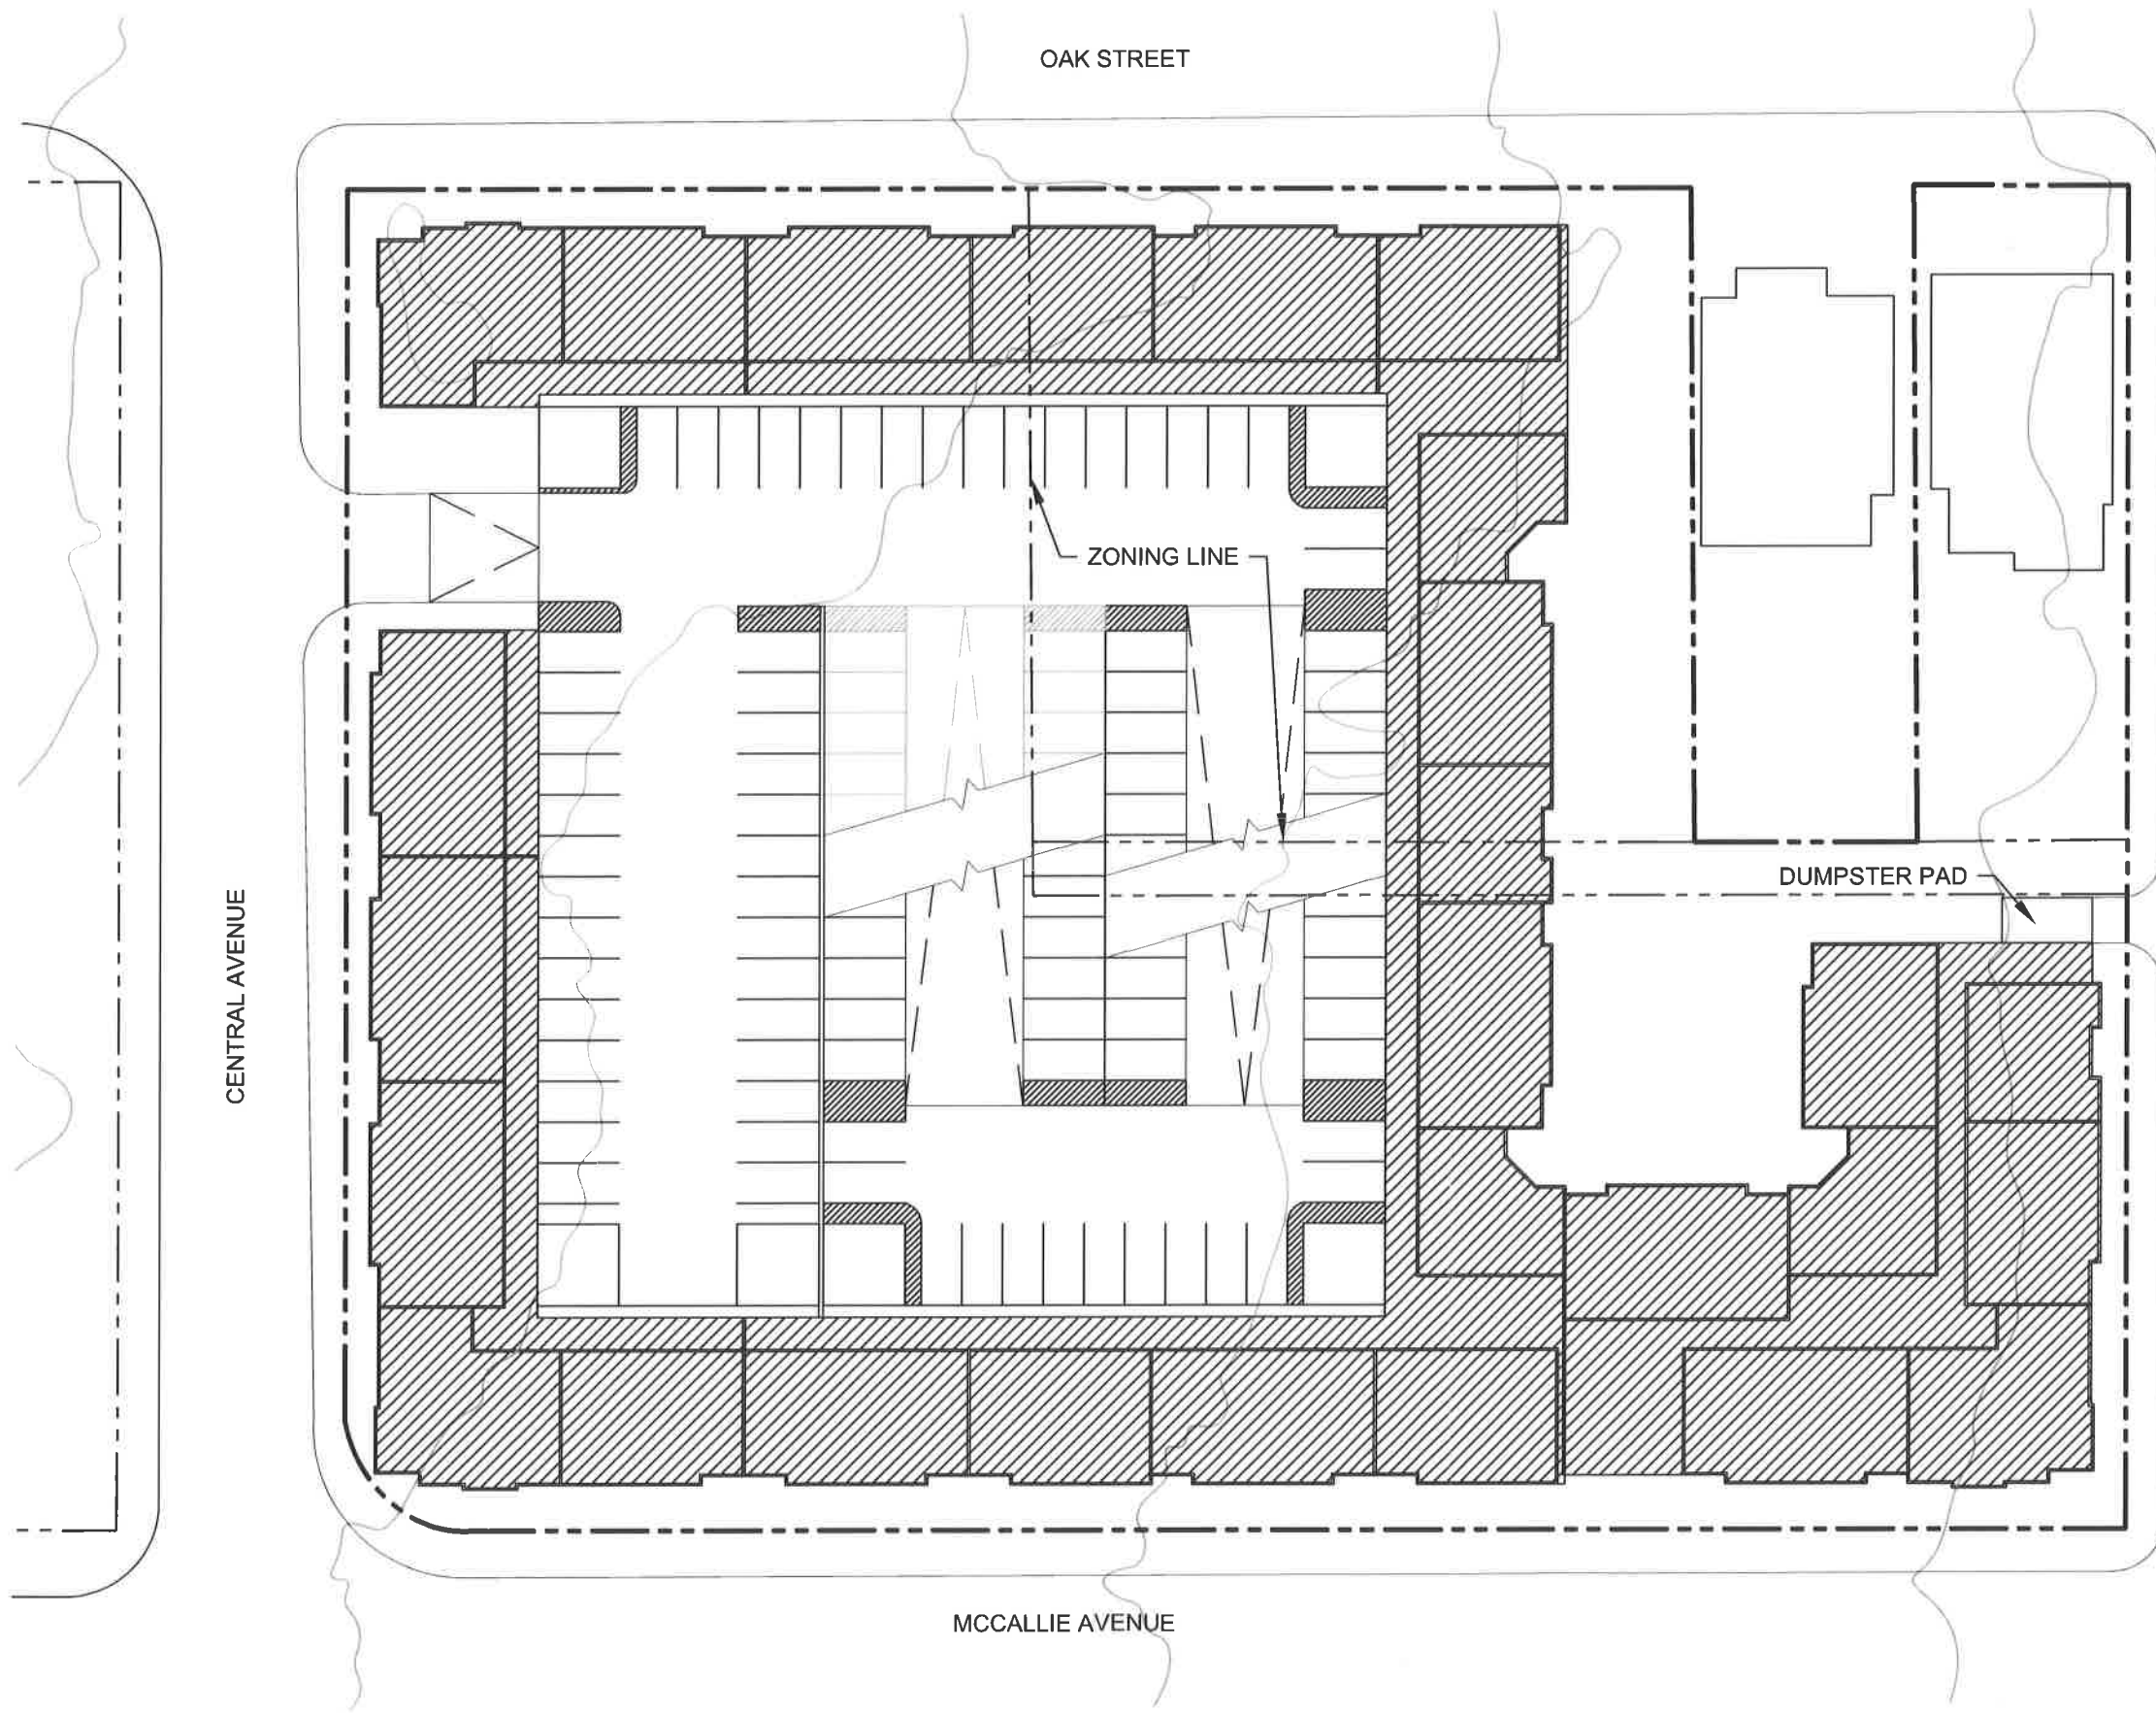 OAK STREET
ZONING LINE
DUMPSTER PAD
CENTRAL AVENUE
MCCALLIE AVENUE